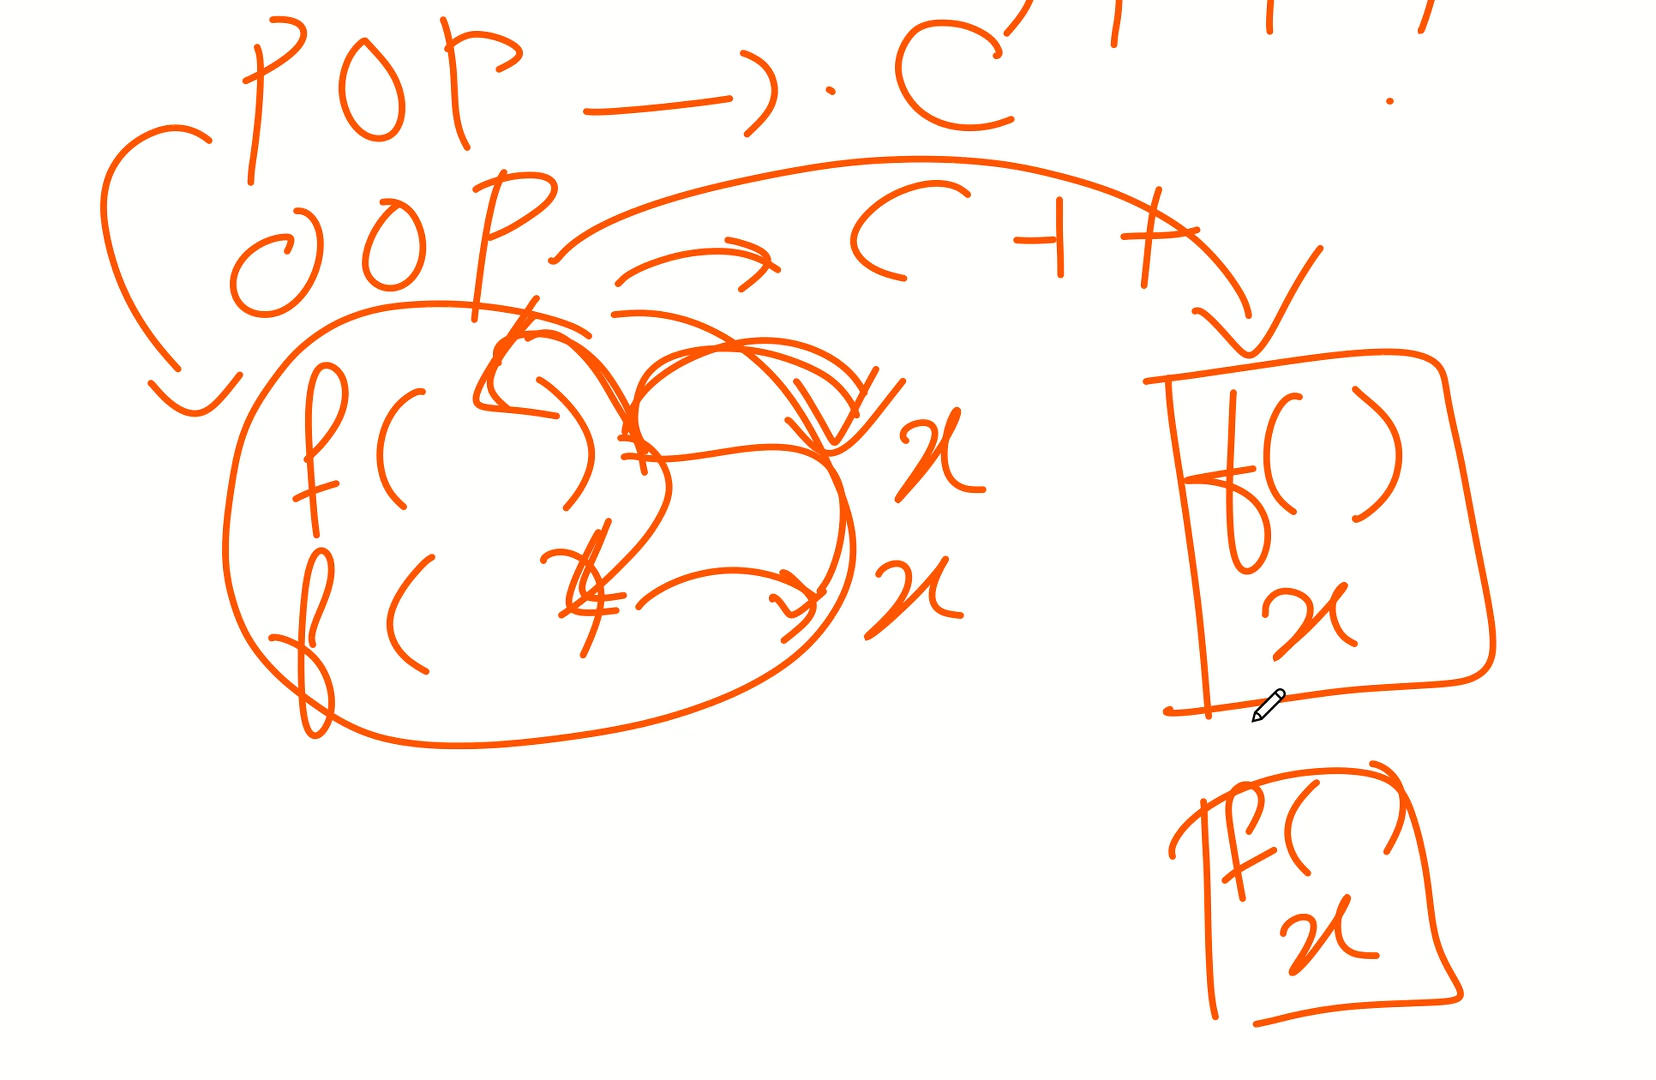 POP → C
OOP → C++
f( ) x
f( ) x
f( )
x
f( )
x